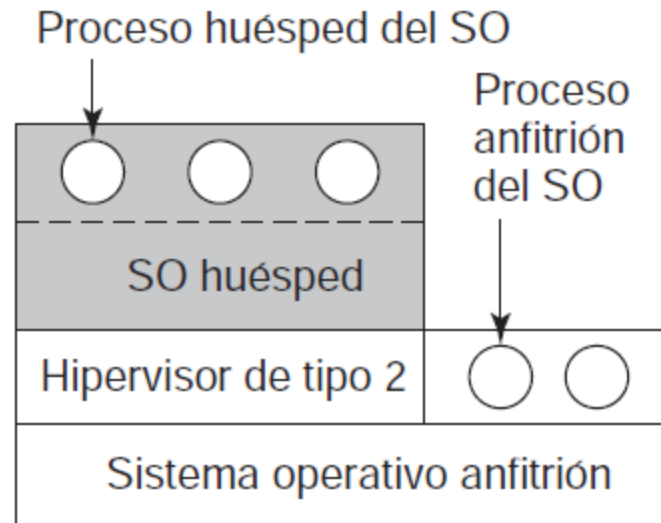 Proceso huésped del SO
Proceso
anfitrión
del SO
SO huésped
Hipervisor de tipo 2
Sistema operativo anfitrión